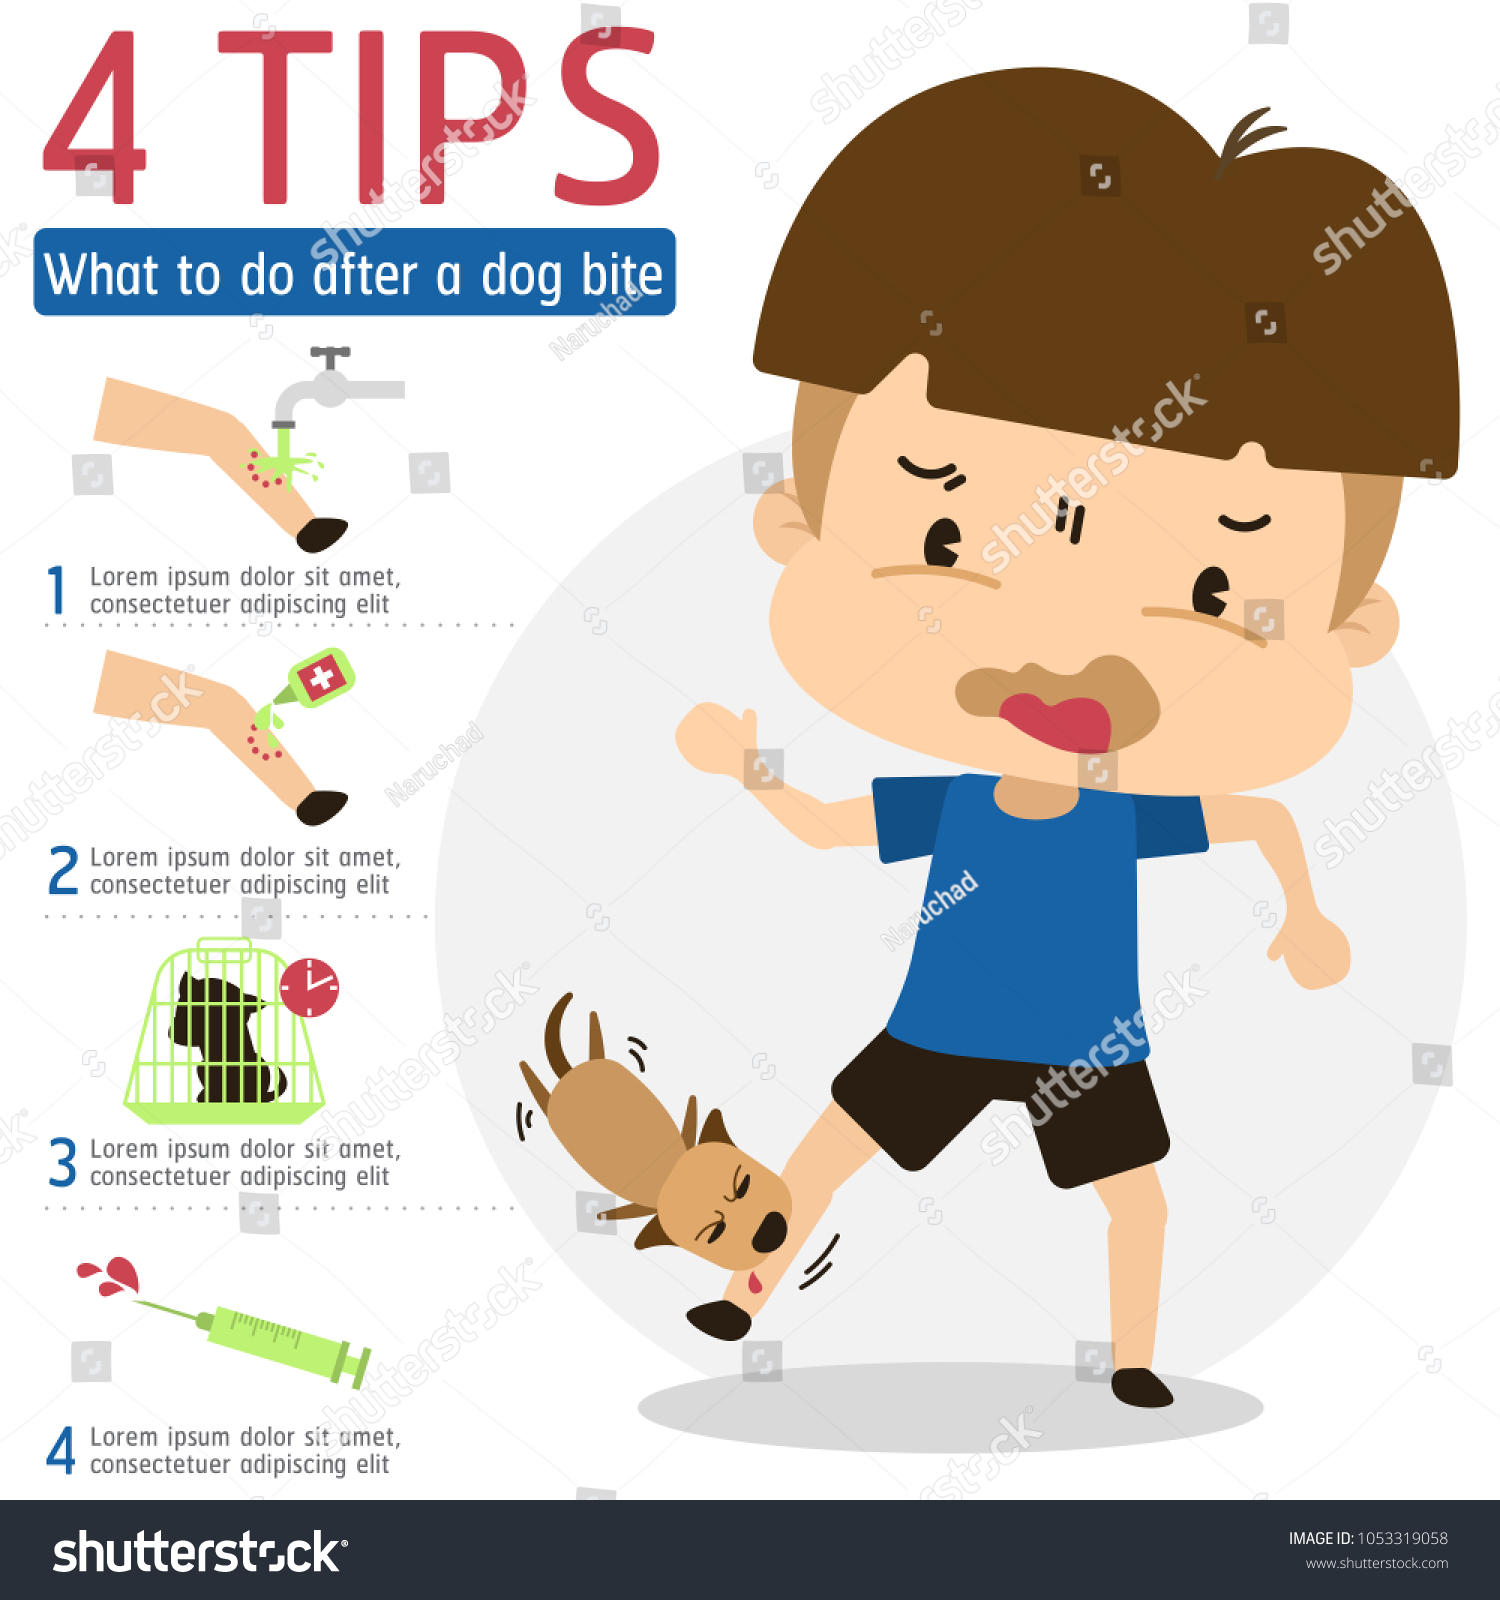 4 TIPS
What to do after a dog bite
1 Lorem ipsum dolor sit amet,
consectetuer adipiscing elit
2 Lorem ipsum dolor sit amet,
consectetuer adipiscing elit
3 Lorem ipsum dolor sit amet,
consectetuer adipiscing elit
4 Lorem ipsum dolor sit amet,
consectetuer adipiscing elit
shutterstock
Naruchad
shutterstock
IMAGE ID: 1053319058
www.shutterstock.com